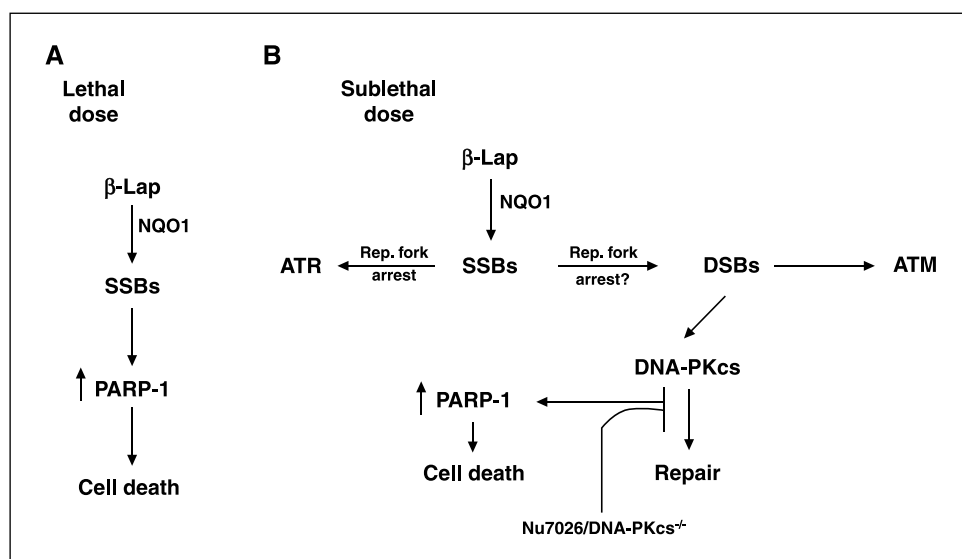 A
Lethal
dose
β-Lap
NQO1
SSBs
PARP-1
Cell death
B
Sublethal
dose
β-Lap
NQO1
ATR
Rep. fork
arrest
SSBs
Rep. fork
arrest?
DSBs
ATM
DNA-PKcs
PARP-1
Cell death
Repair
Nu7026/DNA-PKcs-/-